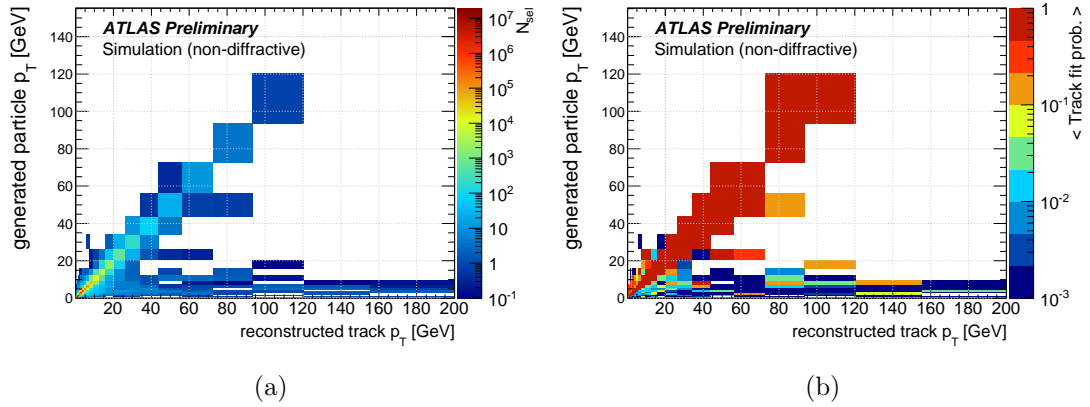 ATLAS Preliminary
Simulation (non-diffractive)
generated particle p_T [GeV]
160
140
120
100
80
60
40
20
0
0 20 40 60 80 100 120 140 160 180 200
reconstructed track p_T [GeV]
N_sel
10^7
10^6
10^5
10^4
10^3
10^2
10
1
10^-1
(a)
ATLAS Preliminary
Simulation (non-diffractive)
generated particle p_T [GeV]
160
140
120
100
80
60
40
20
0
0 20 40 60 80 100 120 140 160 180 200
reconstructed track p_T [GeV]
< Track fit prob. >
1
10^-1
10^-2
10^-3
(b)